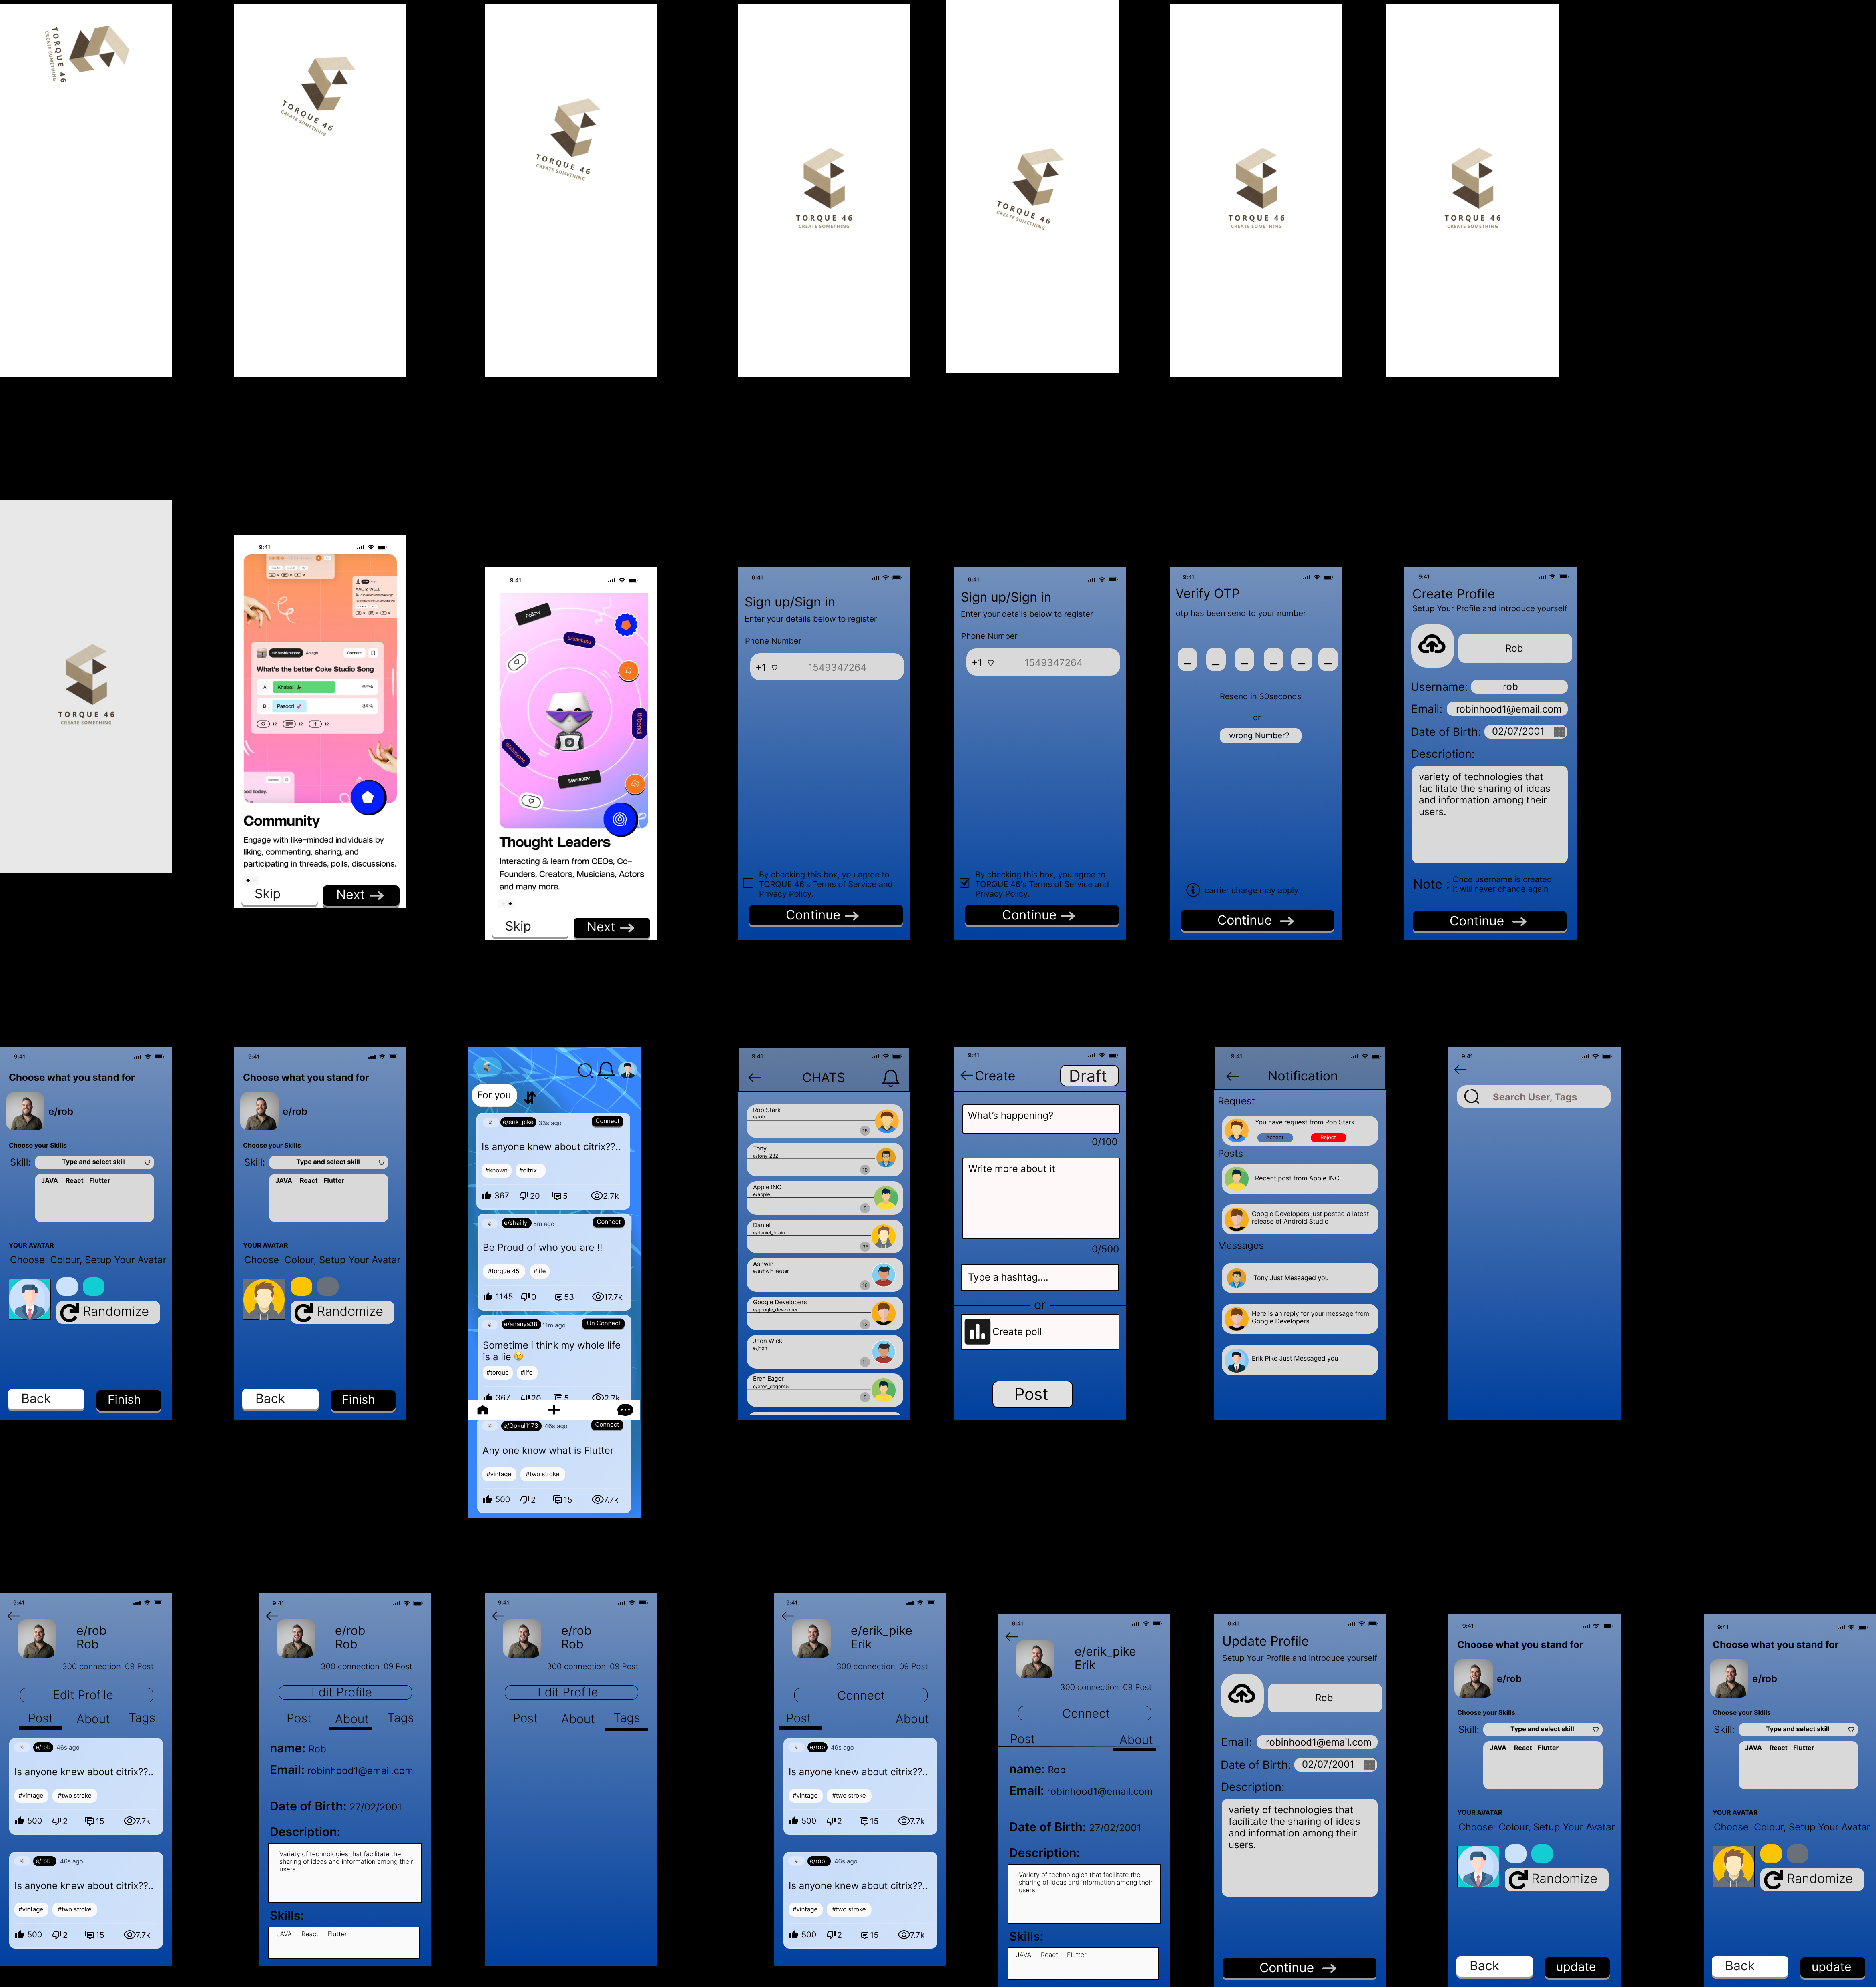 TORQUE 46
CREATE SOMETHING
TORQUE 46
CREATE SOMETHING
TORQUE 46
CREATE SOMETHING
TORQUE 46
CREATE SOMETHING
TORQUE 46
CREATE SOMETHING
TORQUE 46
CREATE SOMETHING
TORQUE 46
CREATE SOMETHING
TORQUE 46
CREATE SOMETHING
9:41
AAL IZ WELL
4h ago
Connect
What's the better Coke Studio Song
A
Khalasi
65%
B
Pasoori
34%
12
12
12
Community
Engage with like-minded individuals by
liking, commenting, sharing, and
participating in threads, polls, discussions.
Skip
Next
9:41
Follow
Message
Thought Leaders
Interacting & learn from CEOs, Co-
Founders, Creators, Musicians, Actors
and many more.
Skip
Next
9:41
Sign up/Sign in
Enter your details below to register
Phone Number
+1
1549347264
By checking this box, you agree to
TORQUE 46's Terms of Service and
Privacy Policy.
Continue
9:41
Sign up/Sign in
Enter your details below to register
Phone Number
+1
1549347264
By checking this box, you agree to
TORQUE 46's Terms of Service and
Privacy Policy.
Continue
9:41
Verify OTP
otp has been send to your number
Resend in 30seconds
or
wrong Number?
carrier charge may apply
Continue
9:41
Create Profile
Setup Your Profile and introduce yourself
Rob
Username: rob
Email: robinhood1@email.com
Date of Birth: 02/07/2001
Description:
variety of technologies that
facilitate the sharing of ideas
and information among their
users.
Note : Once username is created
it will never change again
Continue
9:41
Choose what you stand for
e/rob
Choose your Skills
Skill: Type and select skill
JAVA React Flutter
YOUR AVATAR
Choose Colour, Setup Your Avatar
Randomize
Back
Finish
9:41
Choose what you stand for
e/rob
Choose your Skills
Skill: Type and select skill
JAVA React Flutter
YOUR AVATAR
Choose Colour, Setup Your Avatar
Randomize
Back
Finish
For you
e/erik_pike 33s ago Connect
Is anyone knew about citrix??..
#known #citrix
367 20 5 2.7k
e/shailly 5m ago Connect
Be Proud of who you are !!
#torque 45 #life
1145 0 53 17.7k
e/ananya38 11m ago Un Connect
Sometime i think my whole life
is a lie 😂
#torque #life
367 20 5 2.7k
e/Gokul1173 46s ago Connect
Any one know what is Flutter
#vintage #two stroke
500 2 15 7.7k
9:41
CHATS
Rob Stark
e/rob
16
Tony
e/tony_232
10
Apple INC
e/apple
5
Daniel
e/daniel_brain
38
Ashwin
e/ashwin_tester
18
Google Developers
e/google_developer
13
Jhon Wick
e/jhon
11
Eren Eager
e/eren_eager45
5
9:41
Create
Draft
What's happening?
0/100
Write more about it
0/500
Type a hashtag....
or
Create poll
Post
9:41
Notification
Request
You have request from Rob Stark
Accept Reject
Posts
Recent post from Apple INC
Google Developers just posted a latest
release of Android Studio
Messages
Tony Just Messaged you
Here is an reply for your message from
Google Developers
Erik Pike Just Messaged you
9:41
Search User, Tags
9:41
e/rob
Rob
300 connection 09 Post
Edit Profile
Post About Tags
e/rob 46s ago
Is anyone knew about citrix??..
#vintage #two stroke
500 2 15 7.7k
e/rob 46s ago
Is anyone knew about citrix??..
#vintage #two stroke
500 2 15 7.7k
9:41
e/rob
Rob
300 connection 09 Post
Edit Profile
Post About Tags
name: Rob
Email: robinhood1@email.com
Date of Birth: 27/02/2001
Description:
Variety of technologies that facilitate the
sharing of ideas and information among their
users.
Skills:
JAVA React Flutter
9:41
e/rob
Rob
300 connection 09 Post
Edit Profile
Post About Tags
9:41
e/erik_pike
Erik
300 connection 09 Post
Connect
Post About
e/rob 46s ago
Is anyone knew about citrix??..
#vintage #two stroke
500 2 15 7.7k
e/rob 46s ago
Is anyone knew about citrix??..
#vintage #two stroke
500 2 15 7.7k
9:41
e/erik_pike
Erik
300 connection 09 Post
Connect
Post About
name: Rob
Email: robinhood1@email.com
Date of Birth: 27/02/2001
Description:
Variety of technologies that facilitate the
sharing of ideas and information among their
users.
Skills:
JAVA React Flutter
9:41
Update Profile
Setup Your Profile and introduce yourself
Rob
Email: robinhood1@email.com
Date of Birth: 02/07/2001
Description:
variety of technologies that
facilitate the sharing of ideas
and information among their
users.
Continue
9:41
Choose what you stand for
e/rob
Choose your Skills
Skill: Type and select skill
JAVA React Flutter
YOUR AVATAR
Choose Colour, Setup Your Avatar
Randomize
Back
update
9:41
Choose what you stand for
e/rob
Choose your Skills
Skill: Type and select skill
JAVA React Flutter
YOUR AVATAR
Choose Colour, Setup Your Avatar
Randomize
Back
update